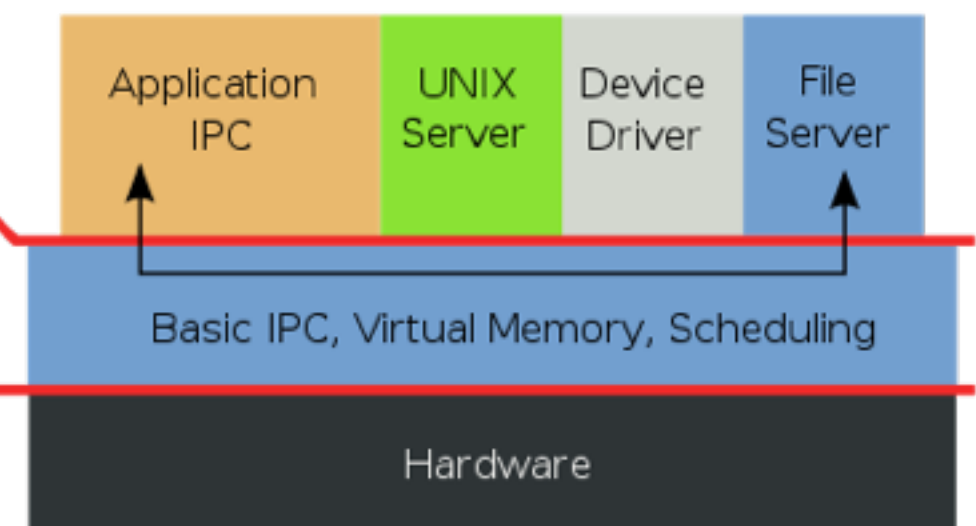 Application
IPC
UNIX
Server
Device
Driver
File
Server
Basic IPC, Virtual Memory, Scheduling
Hardware